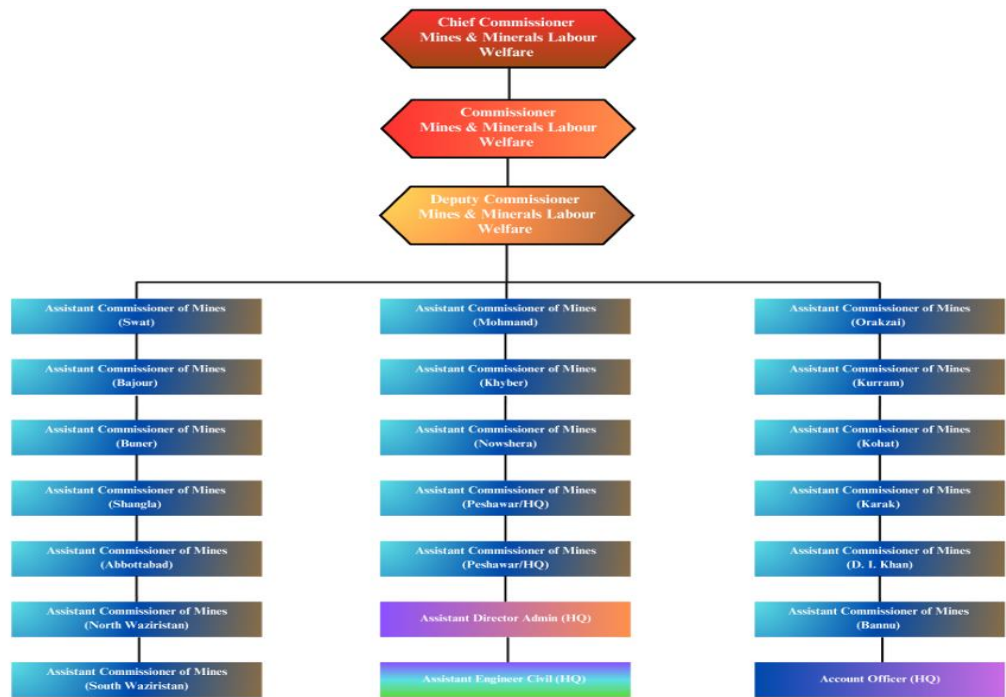 Chief Commissioner
Mines & Minerals Labour
Welfare
Commissioner
Mines & Minerals Labour
Welfare
Deputy Commissioner
Mines & Minerals Labour
Welfare
Assistant Commissioner of Mines
(Swat)
Assistant Commissioner of Mines
(Bajour)
Assistant Commissioner of Mines
(Buner)
Assistant Commissioner of Mines
(Shangla)
Assistant Commissioner of Mines
(Abbottabad)
Assistant Commissioner of Mines
(North Waziristan)
Assistant Commissioner of Mines
(South Waziristan)
Assistant Commissioner of Mines
(Mohmand)
Assistant Commissioner of Mines
(Khyber)
Assistant Commissioner of Mines
(Nowshera)
Assistant Commissioner of Mines
(Peshawar/HQ)
Assistant Commissioner of Mines
(Peshawar/HQ)
Assistant Director Admin (HQ)
Assistant Engineer Civil (HQ)
Assistant Commissioner of Mines
(Orakzai)
Assistant Commissioner of Mines
(Kurram)
Assistant Commissioner of Mines
(Kohat)
Assistant Commissioner of Mines
(Karak)
Assistant Commissioner of Mines
(D. I. Khan)
Assistant Commissioner of Mines
(Bannu)
Account Officer (HQ)